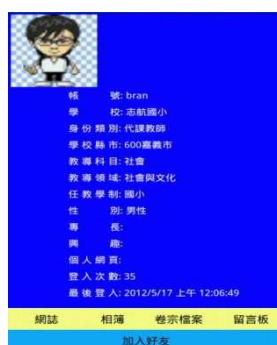 帳 號: bran
學 校: 志航國小
身 份 類 別: 代課教師
學 校 縣 市: 600嘉義市
教 導 科 目: 社會
教 導 領 域: 社會與文化
任 教 學 制: 國小
性 別: 男性
專 長:
興 趣:
個 人 網 頁:
登 入 次 數: 35
最 後 登 入: 2012/5/17 上午 12:06:49
網誌 相簿 卷宗檔案 留言板
加入好友